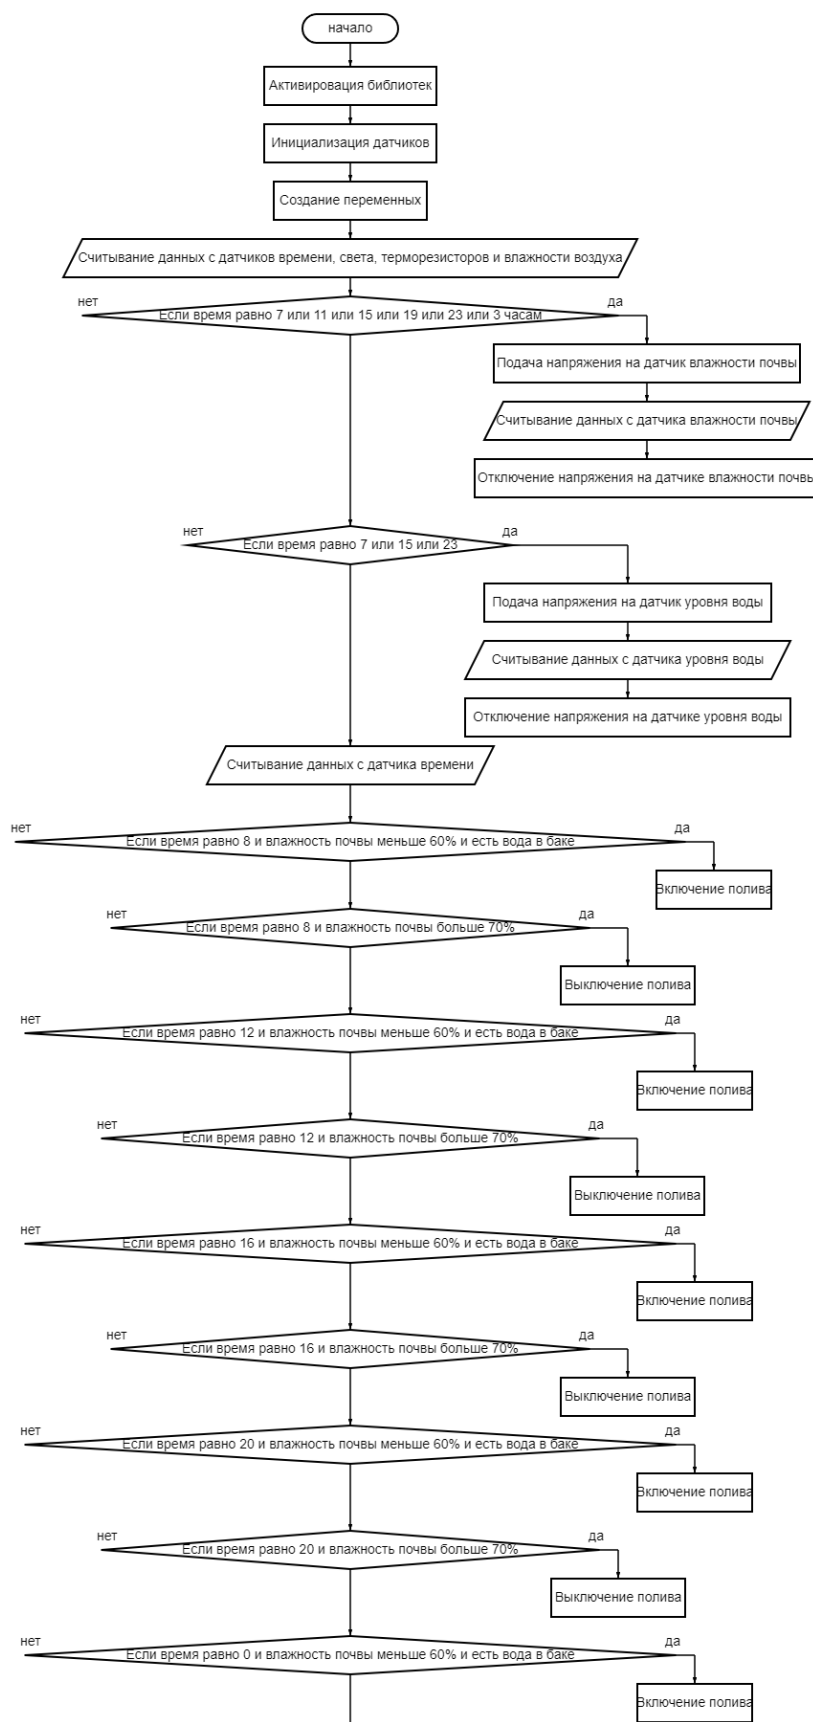 начало
Активировация библиотек
Инициализация датчиков
Создание переменных
Считывание данных с датчиков времени, света, терморезисторов и влажности воздуха
нет
да
Если время равно 7 или 11 или 15 или 19 или 23 или 3 часам
Подача напряжения на датчик влажности почвы
Считывание данных с датчика влажности почвы
Отключение напряжения на датчике влажности почвы
нет
да
Если время равно 7 или 15 или 23
Подача напряжения на датчик уровня воды
Считывание данных с датчика уровня воды
Отключение напряжения на датчике уровня воды
Считывание данных с датчика времени
нет
да
Если время равно 8 и влажность почвы меньше 60% и есть вода в баке
Включение полива
нет
да
Если время равно 8 и влажность почвы больше 70%
Выключение полива
нет
да
Если время равно 12 и влажность почвы меньше 60% и есть вода в баке
Включение полива
нет
да
Если время равно 12 и влажность почвы больше 70%
Выключение полива
нет
да
Если время равно 16 и влажность почвы меньше 60% и есть вода в баке
Включение полива
нет
да
Если время равно 16 и влажность почвы больше 70%
Выключение полива
нет
да
Если время равно 20 и влажность почвы меньше 60% и есть вода в баке
Включение полива
нет
да
Если время равно 20 и влажность почвы больше 70%
Выключение полива
нет
да
Если время равно 0 и влажность почвы меньше 60% и есть вода в баке
Включение полива